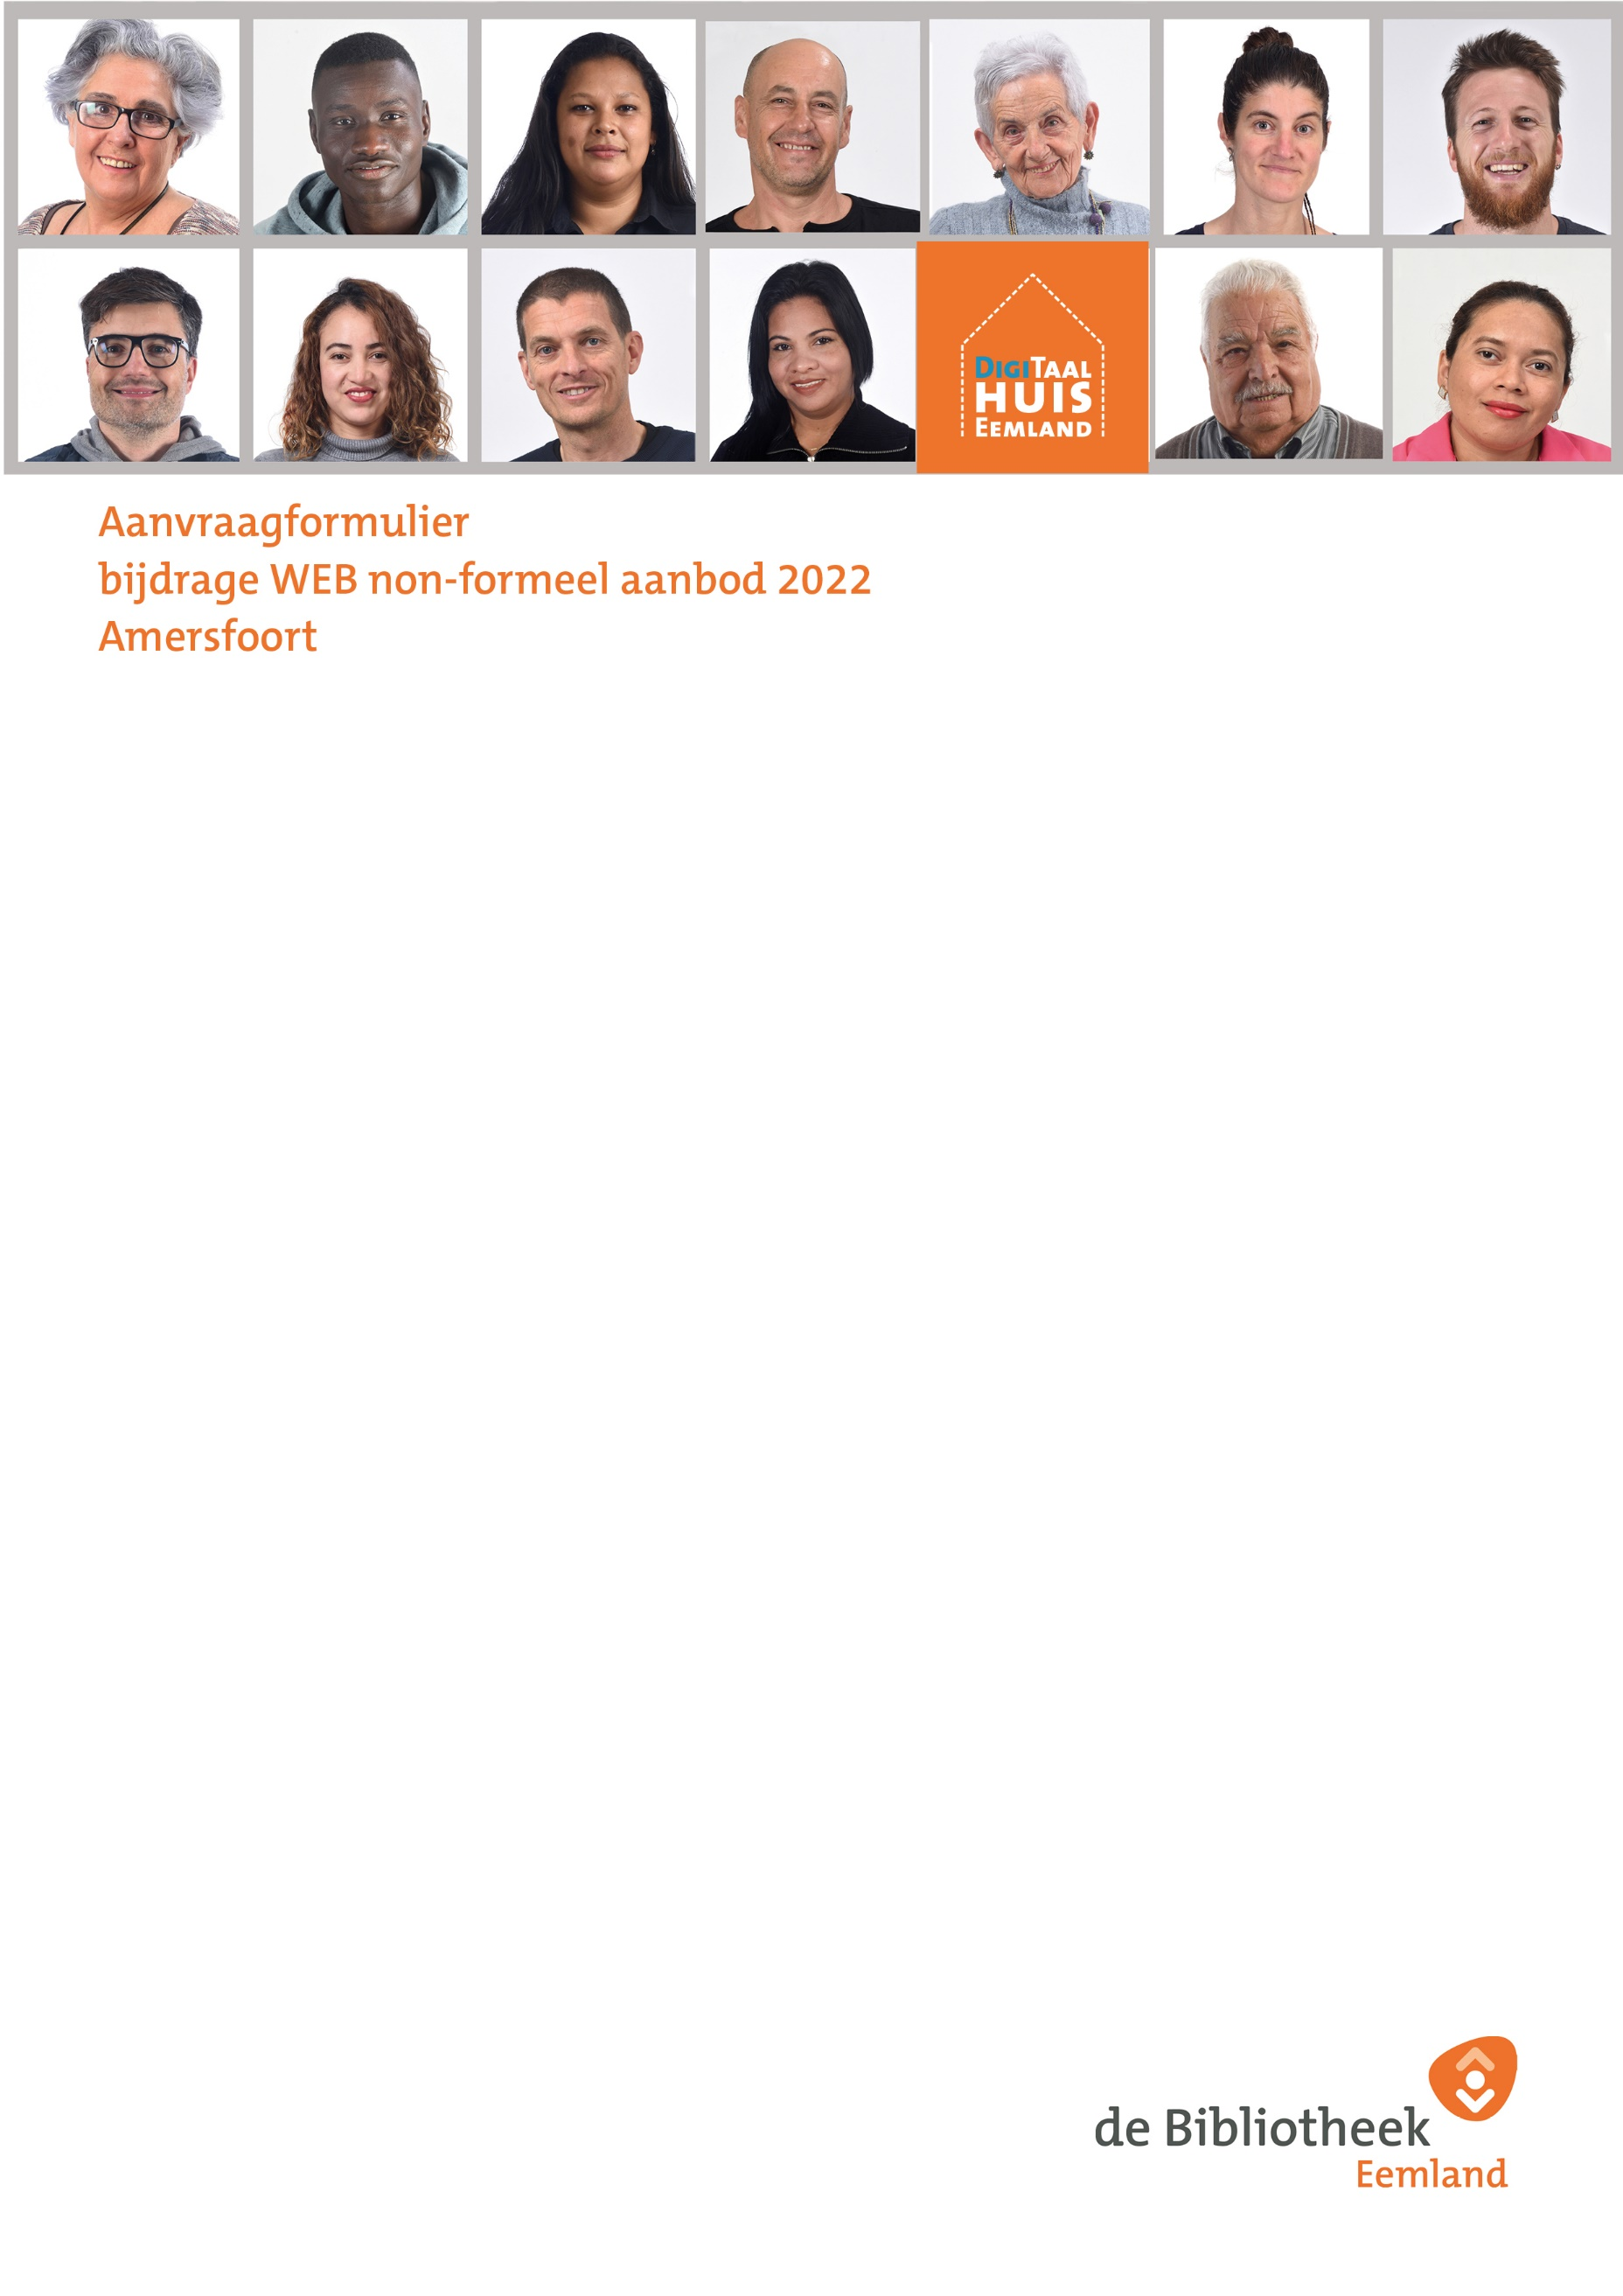 DIGITAAL
HUIS
EEMLAND
Aanvraagformulier
bijdrage WEB non-formeel aanbod 2022
Amersfoort
de Bibliotheek
Eemland